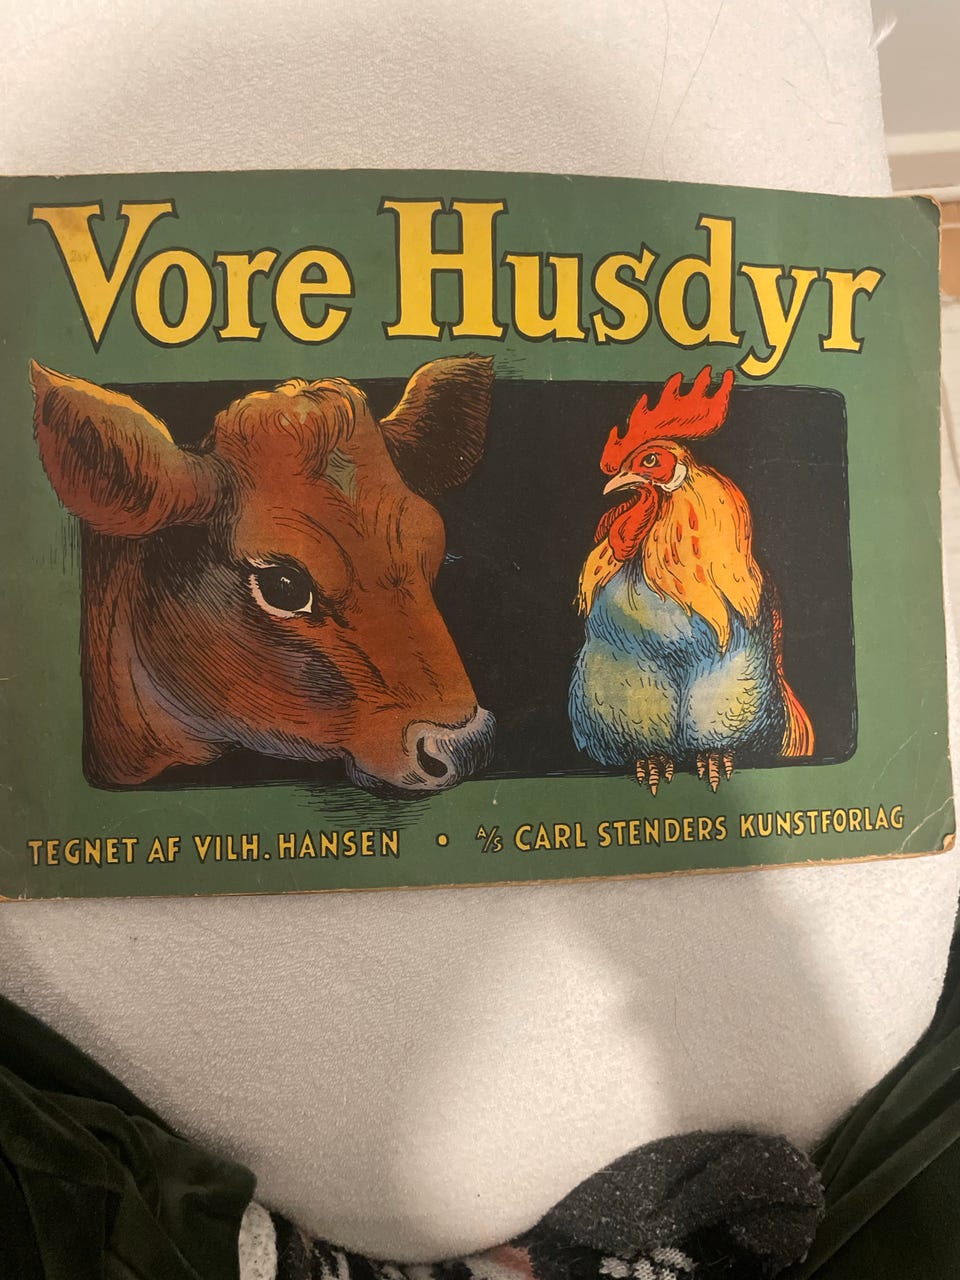 Vore Husdyr
TEGNET AF VILH. HANSEN • A/S CARL STENDERS KUNSTFORLAG